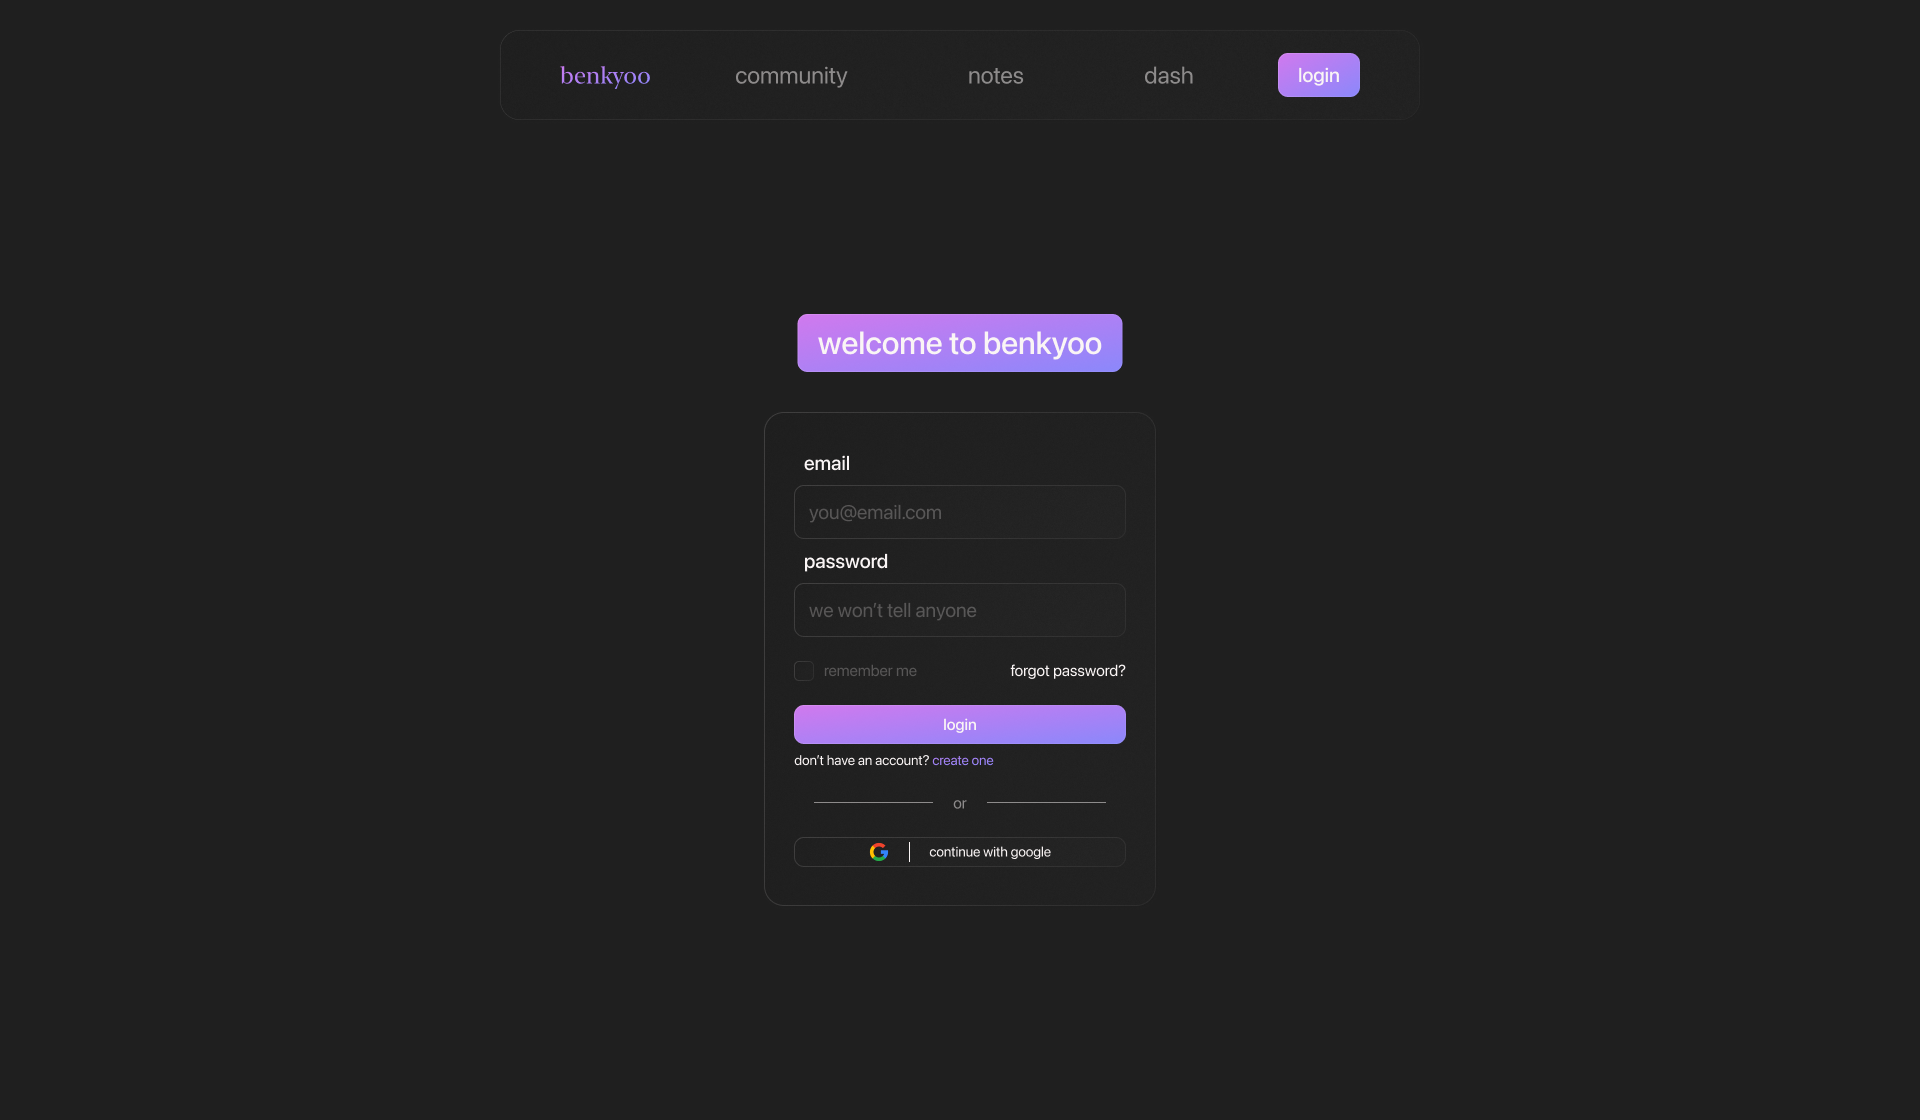 benkyoo community notes dash login
welcome to benkyoo
email
you@email.com
password
we won’t tell anyone
remember me forgot password?
login
don’t have an account? create one
or
continue with google